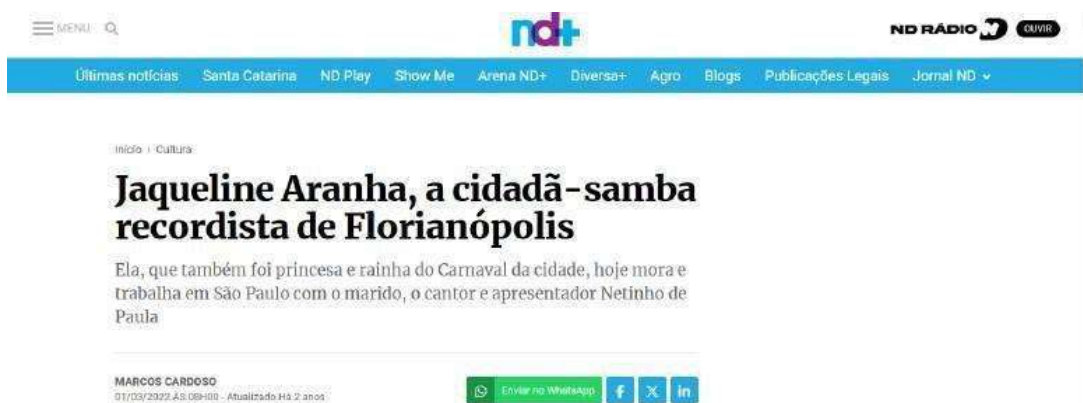 MENU
nd+
ND RÁDIO N OUVIR
Últimas notícias Santa Catarina ND Play Show Me Arena ND+ Diversa+ Agro Blogs Publicações Legais Jornal ND
Início › Cultura
Jaqueline Aranha, a cidadã-samba
recordista de Florianópolis
Ela, que também foi princesa e rainha do Carnaval da cidade, hoje mora e
trabalha em São Paulo com o marido, o cantor e apresentador Netinho de
Paula
MARCOS CARDOSO
01/03/2022 ÀS 08H00 - Atualizado Há 2 anos
Enviar no WhatsApp f X in